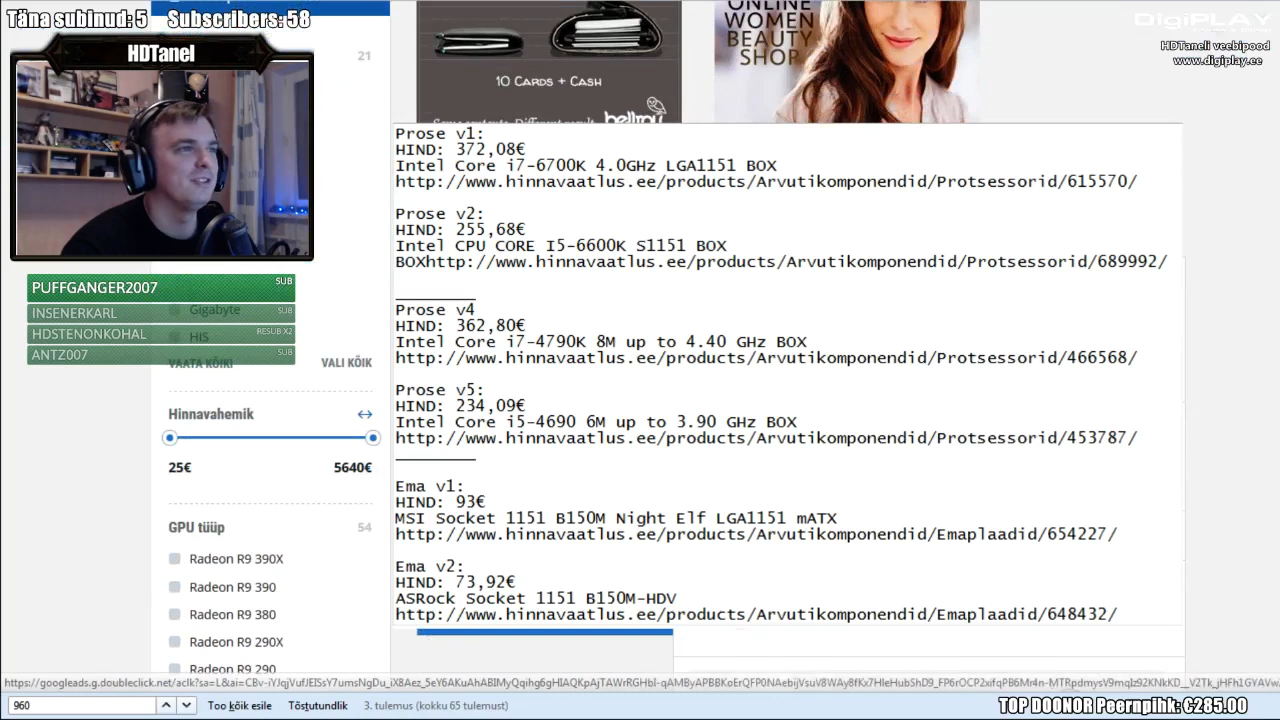 Täna subinud: 5 Subscribers: 58
HDTanel
21
PUFFGANGER2007 SUB
INSENERKARL SUB
HDSTENONKOHAL RESUB X2
ANTZ007 SUB
Gigabyte
HIS
VAATA KÕIKI VALI KÕIK
Hinnavahemik
25€ 5640€
GPU tüüp 54
Radeon R9 390X
Radeon R9 390
Radeon R9 380
Radeon R9 290X
Radeon R9 290
10 CARDS + CASH
bellroy
ONLINE
WOMEN
BEAUTY
SHOP
DIGIPLAY
HDTaneli veebipood
www.digiplay.ee
Prose v1:
HIND: 372,08€
Intel Core i7-6700K 4.0GHz LGA1151 BOX
http://www.hinnavaatlus.ee/products/Arvutikomponendid/Protsessorid/615570/
Prose v2:
HIND: 255,68€
Intel CPU CORE I5-6600K S1151 BOX
BOXhttp://www.hinnavaatlus.ee/products/Arvutikomponendid/Protsessorid/689992/
__________
Prose v4
HIND: 362,80€
Intel Core i7-4790K 8M up to 4.40 GHz BOX
http://www.hinnavaatlus.ee/products/Arvutikomponendid/Protsessorid/466568/
Prose v5:
HIND: 234,09€
Intel Core i5-4690 6M up to 3.90 GHz BOX
http://www.hinnavaatlus.ee/products/Arvutikomponendid/Protsessorid/453787/
__________
Ema v1:
HIND: 93€
MSI Socket 1151 B150M Night Elf LGA1151 mATX
http://www.hinnavaatlus.ee/products/Arvutikomponendid/Emaplaadid/654227/
Ema v2:
HIND: 73,92€
ASRock Socket 1151 B150M-HDV
http://www.hinnavaatlus.ee/products/Arvutikomponendid/Emaplaadid/648432/
960 Too kõik esile Tõstutundlik 3. tulemus (kokku 65 tulemust)
TOP DOONOR Peernpihk: €285.00